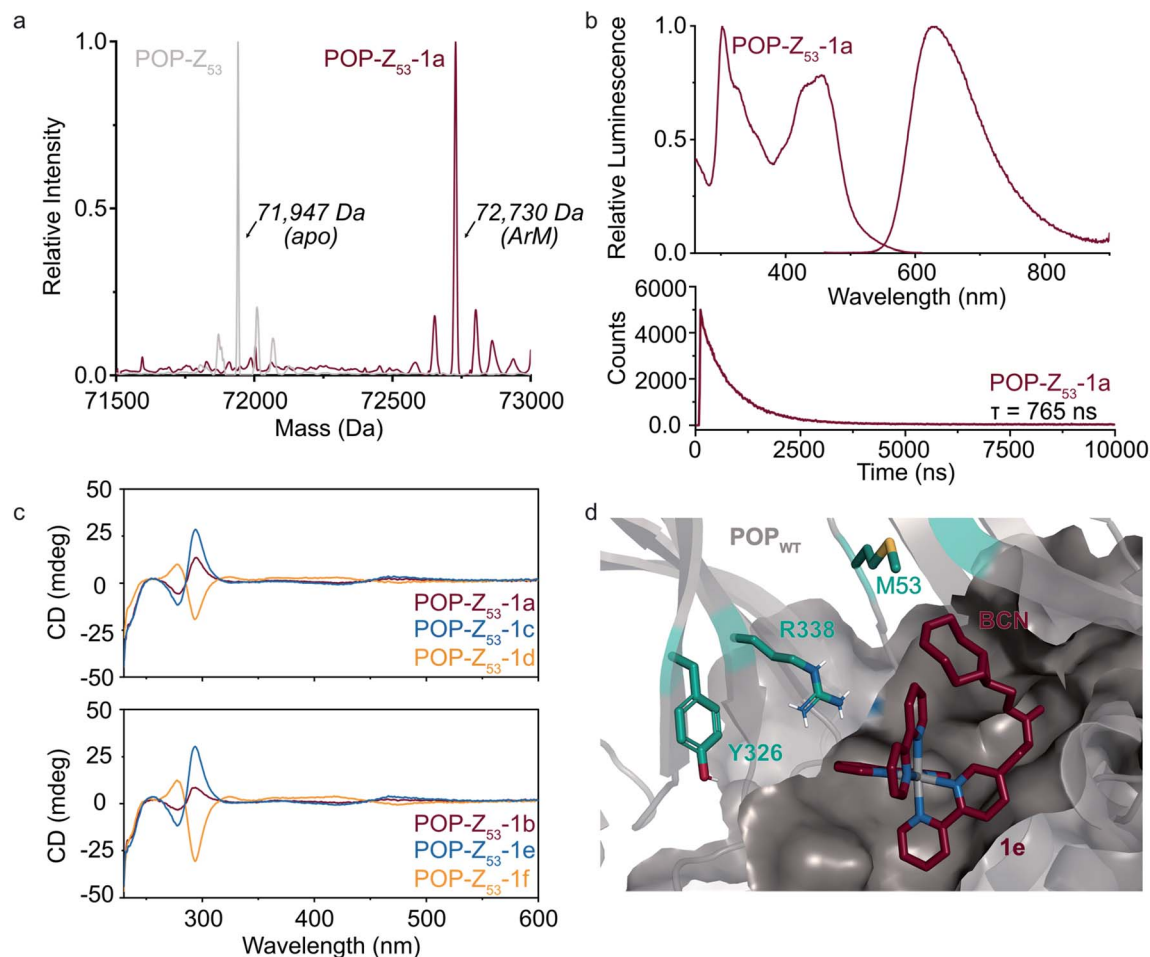 a
1.0
0.5
0.0
Relative Intensity
POP-Z53
POP-Z53-1a
71,947 Da
(apo)
72,730 Da
(ArM)
71500
72000
72500
73000
Mass (Da)
b
1.0
0.5
0.0
Relative Luminescence
POP-Z53-1a
400
600
800
Wavelength (nm)
6000
4000
2000
0.0
Counts
POP-Z53-1a
τ = 765 ns
0.0
2500
5000
7500
10000
Time (ns)
c
50
25
0
-25
-50
CD (mdeg)
POP-Z53-1a
POP-Z53-1c
POP-Z53-1d
50
25
0
-25
-50
CD (mdeg)
POP-Z53-1b
POP-Z53-1e
POP-Z53-1f
300
400
500
600
Wavelength (nm)
d
POPWT
M53
BCN
R338
Y326
1e